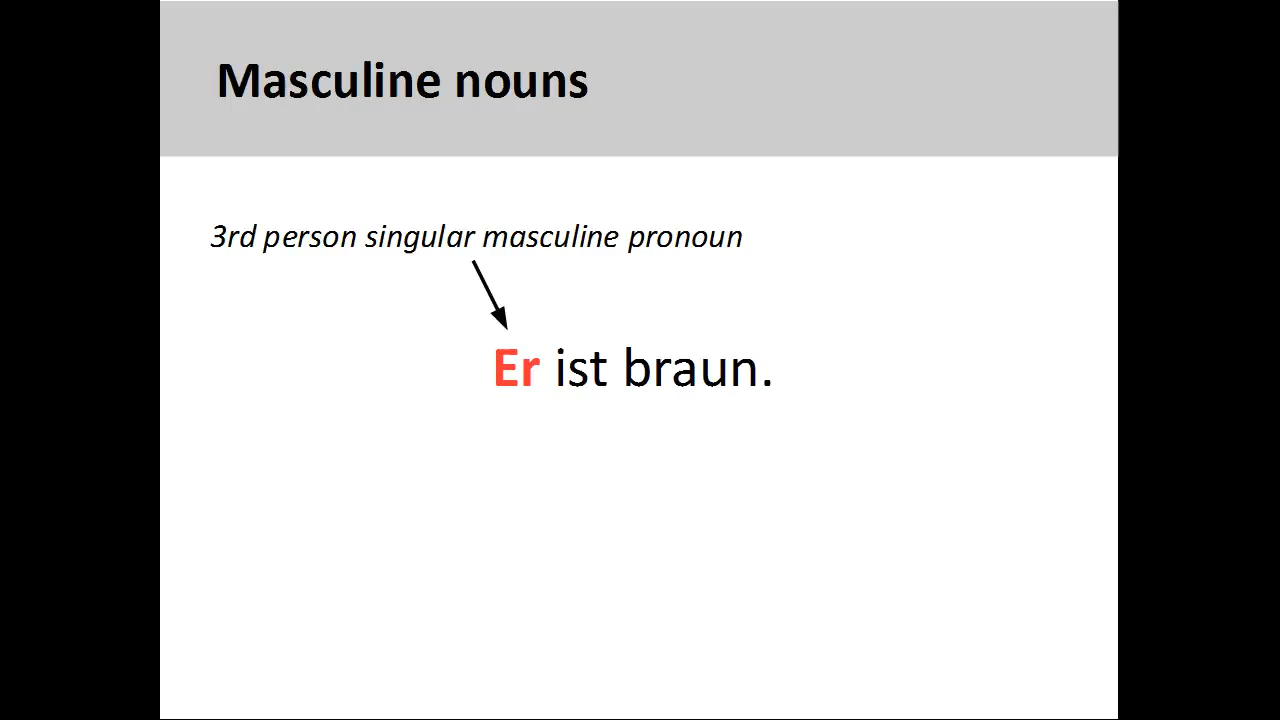 Masculine nouns
3rd person singular masculine pronoun
Er ist braun.